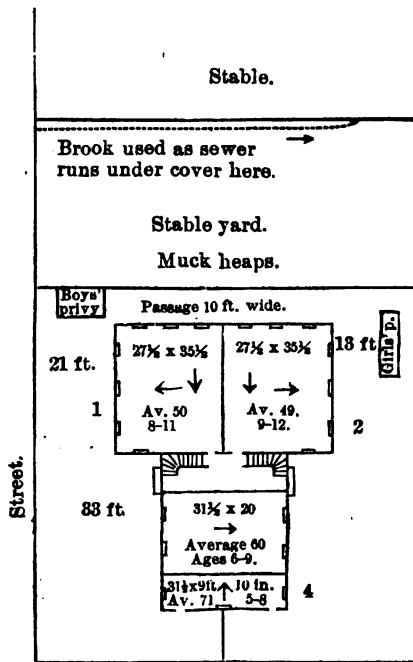 Stable.
Brook used as sewer
runs under cover here.
Stable yard.
Muck heaps.
Boys'
privy
Passage 10 ft. wide.
Girls' p.
21 ft.
27½ x 35½
27½ x 35½
13 ft
1
Av. 50
8-11
Av. 49.
9-12.
2
Street.
33 ft
31½ x 20
Average 60
Ages 6-9.
31½x9ft. 10 in.
Av. 71 5-8
4